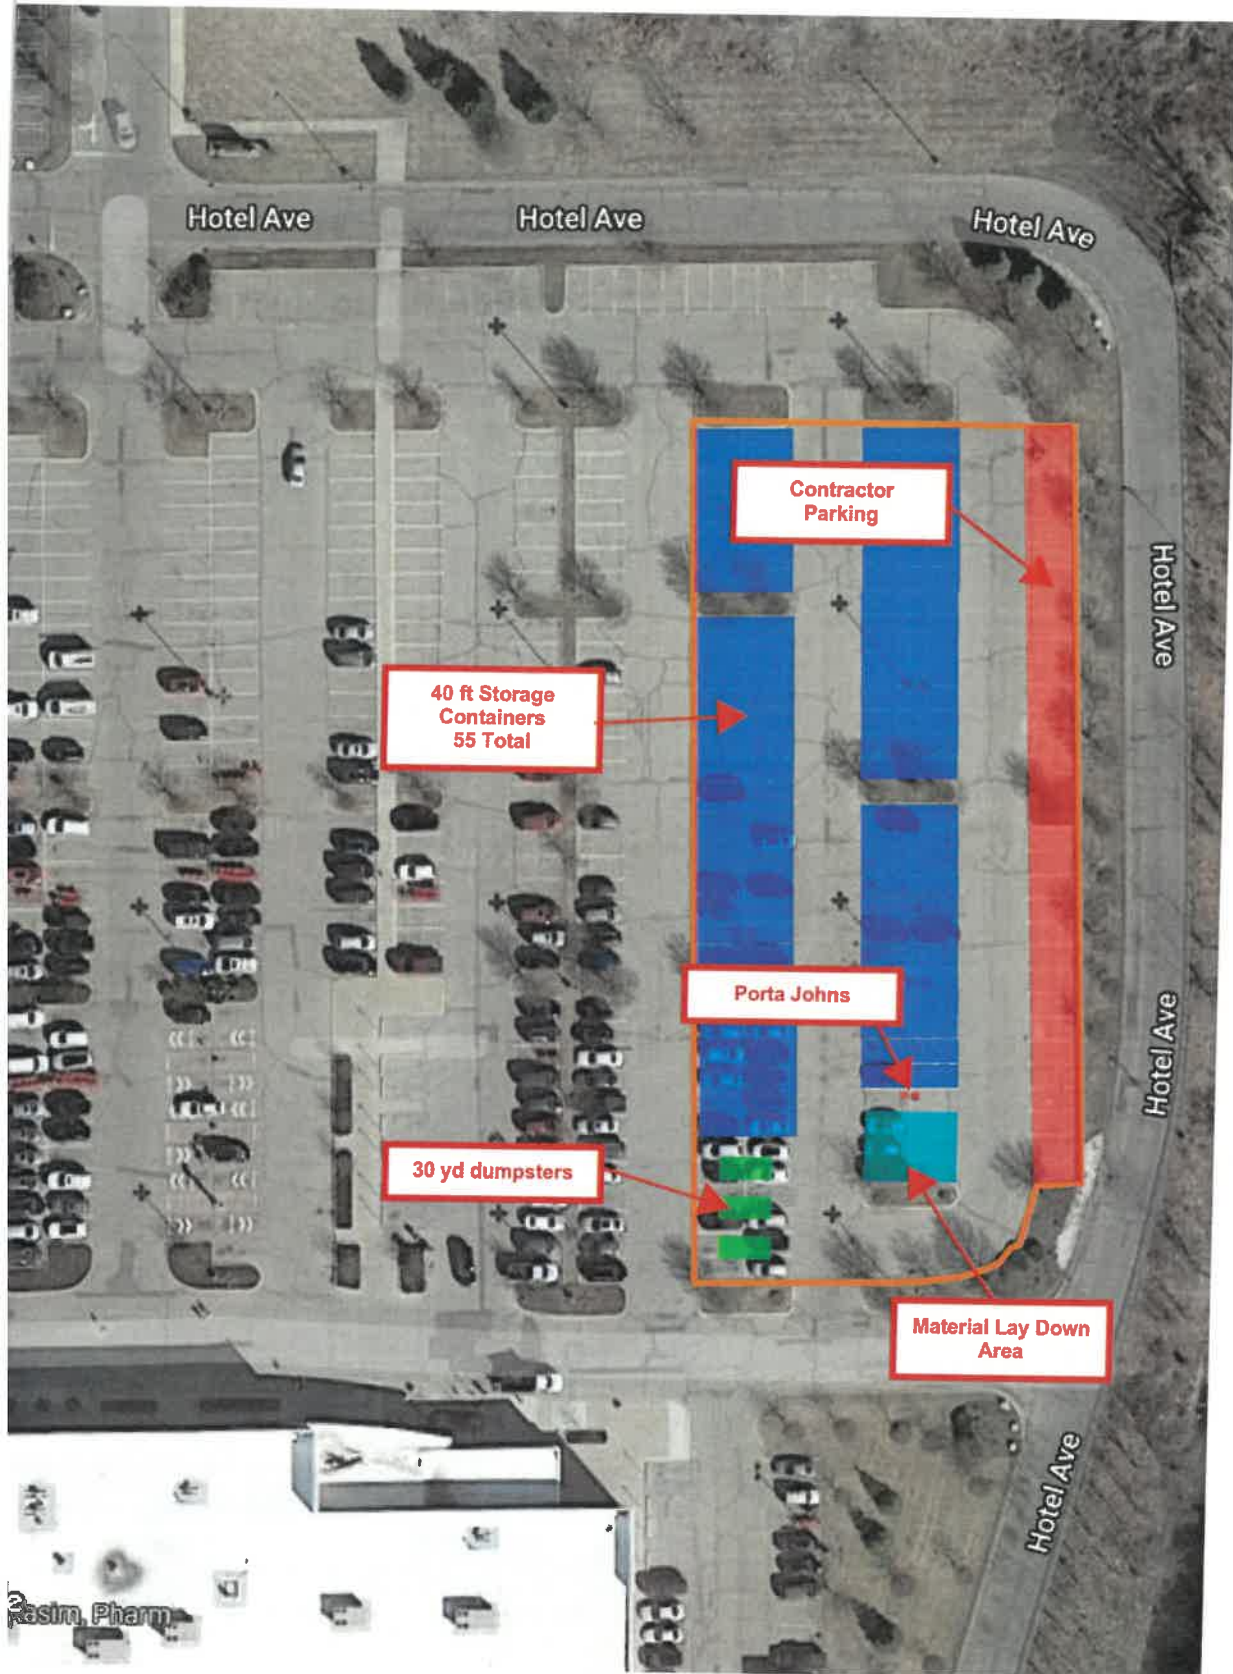 Hotel Ave
Hotel Ave
Hotel Ave
Contractor
Parking
Hotel Ave
40 ft Storage
Containers
55 Total
Porta Johns
Hotel Ave
30 yd dumpsters
Material Lay Down
Area
Hotel Ave
Pharm